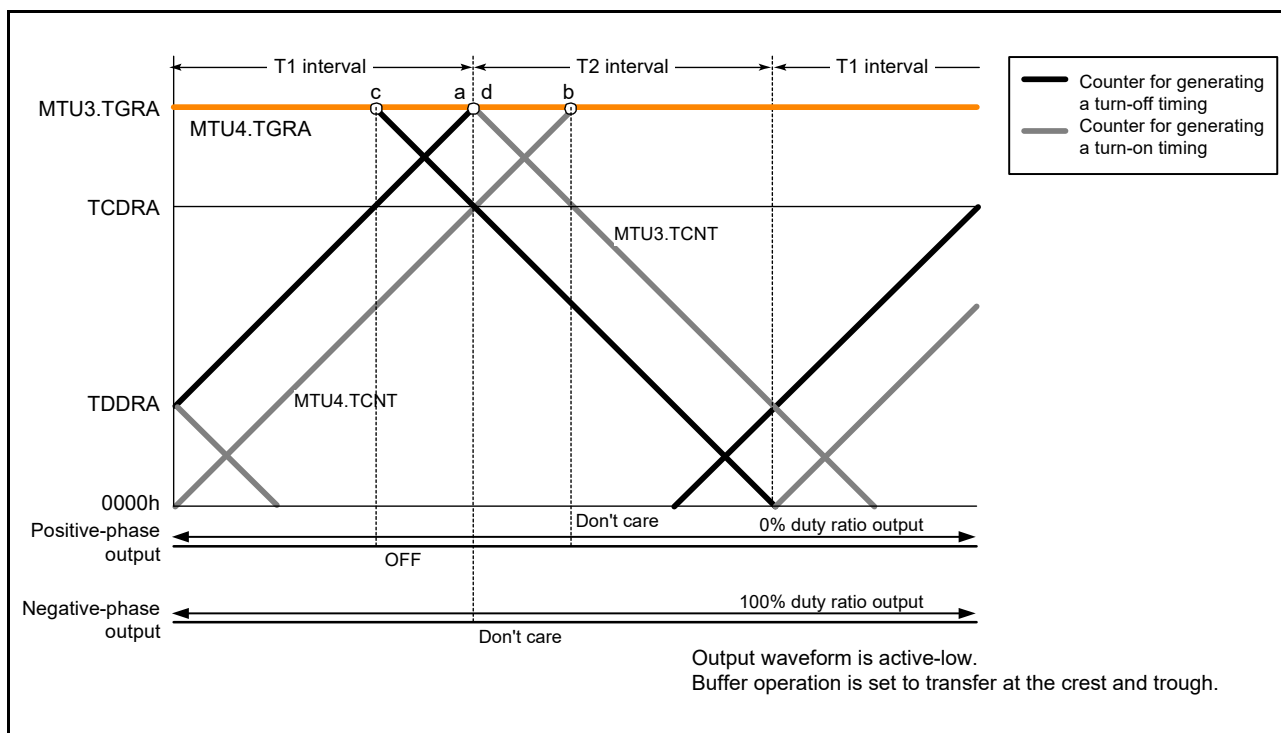 T1 interval
T2 interval
T1 interval
Counter for generating
a turn-off timing
Counter for generating
a turn-on timing
c
a
d
b
MTU3.TGRA
MTU4.TGRA
TCDRA
MTU3.TCNT
TDDRA
MTU4.TCNT
0000h
Don't care
0% duty ratio output
Positive-phase
output
OFF
100% duty ratio output
Negative-phase
output
Don't care
Output waveform is active-low.
Buffer operation is set to transfer at the crest and trough.